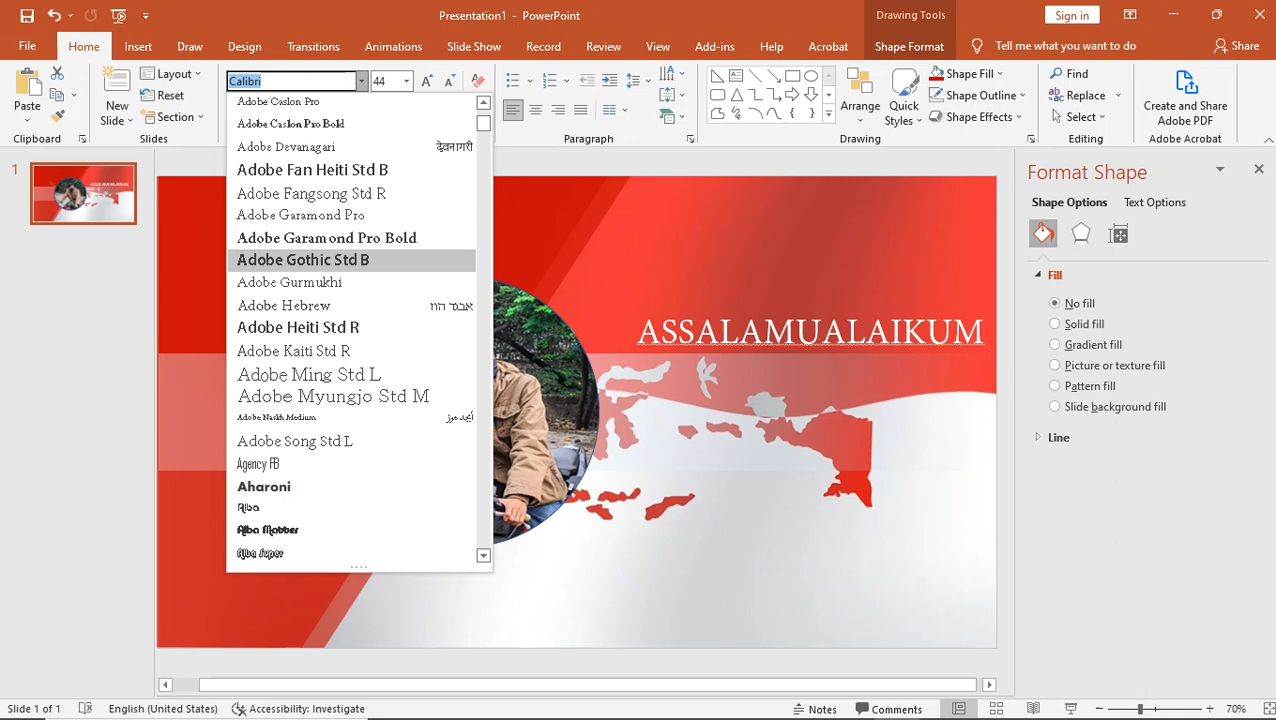 Presentation1 - PowerPoint
Drawing Tools
Sign in
File Home Insert Draw Design Transitions Animations Slide Show Record Review View Add-ins Help Acrobat Shape Format Tell me what you want to do Share
Paste
Clipboard
New Slide
Layout
Reset
Section
Slides
Calibri
44
Paragraph
Arrange
Quick Styles
Shape Fill
Shape Outline
Shape Effects
Drawing
Find
Replace
Select
Editing
Create and Share Adobe PDF
Adobe Acrobat
Adobe Caslon Pro
Adobe Caslon Pro Bold
Adobe Devanagari देवनागरी
Adobe Fan Heiti Std B
Adobe Fangsong Std R
Adobe Garamond Pro
Adobe Garamond Pro Bold
Adobe Gothic Std B
Adobe Gurmukhi
Adobe Hebrew
Adobe Heiti Std R
Adobe Kaiti Std R
Adobe Ming Std L
Adobe Myungjo Std M
Adobe Naskh Medium
Adobe Song Std L
Agency FB
Aharoni
Alba
Alba Matter
Alba Super
1
ASSALAMUALAIKUM
Format Shape
Shape Options Text Options
Fill
No fill
Solid fill
Gradient fill
Picture or texture fill
Pattern fill
Slide background fill
Line
Slide 1 of 1 English (United States) Accessibility: Investigate Notes Comments 70%